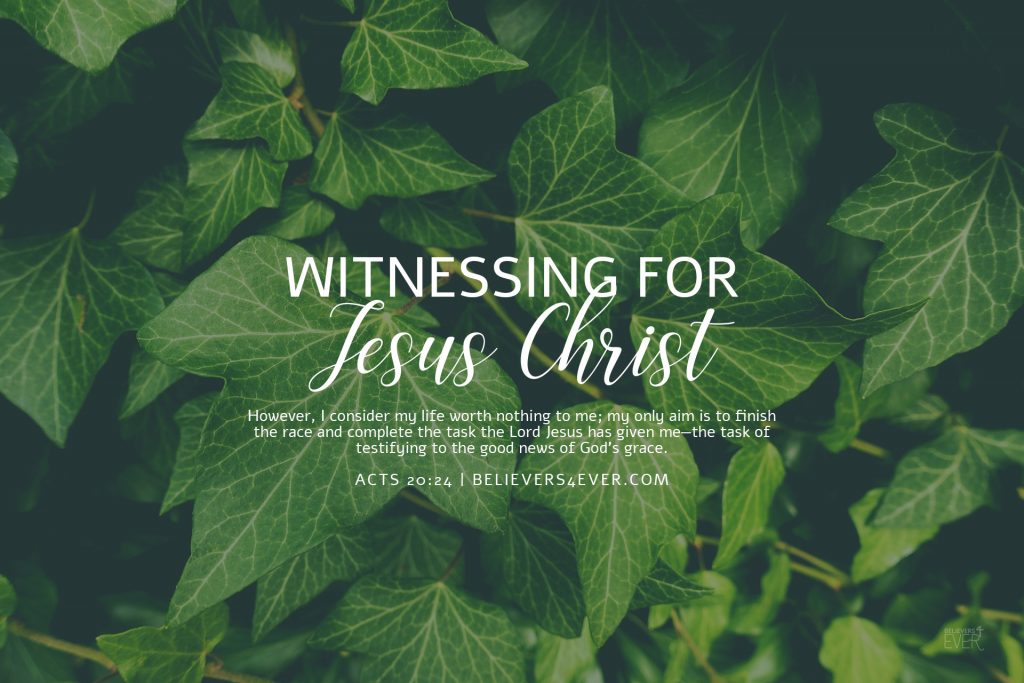 WITNESSING FOR
Jesus Christ
However, I consider my life worth nothing to me; my only aim is to finish
the race and complete the task the Lord Jesus has given me—the task of
testifying to the good news of God's grace.
ACTS 20:24 | BELIEVERS4EVER.COM
BELIEVERS4
EVER